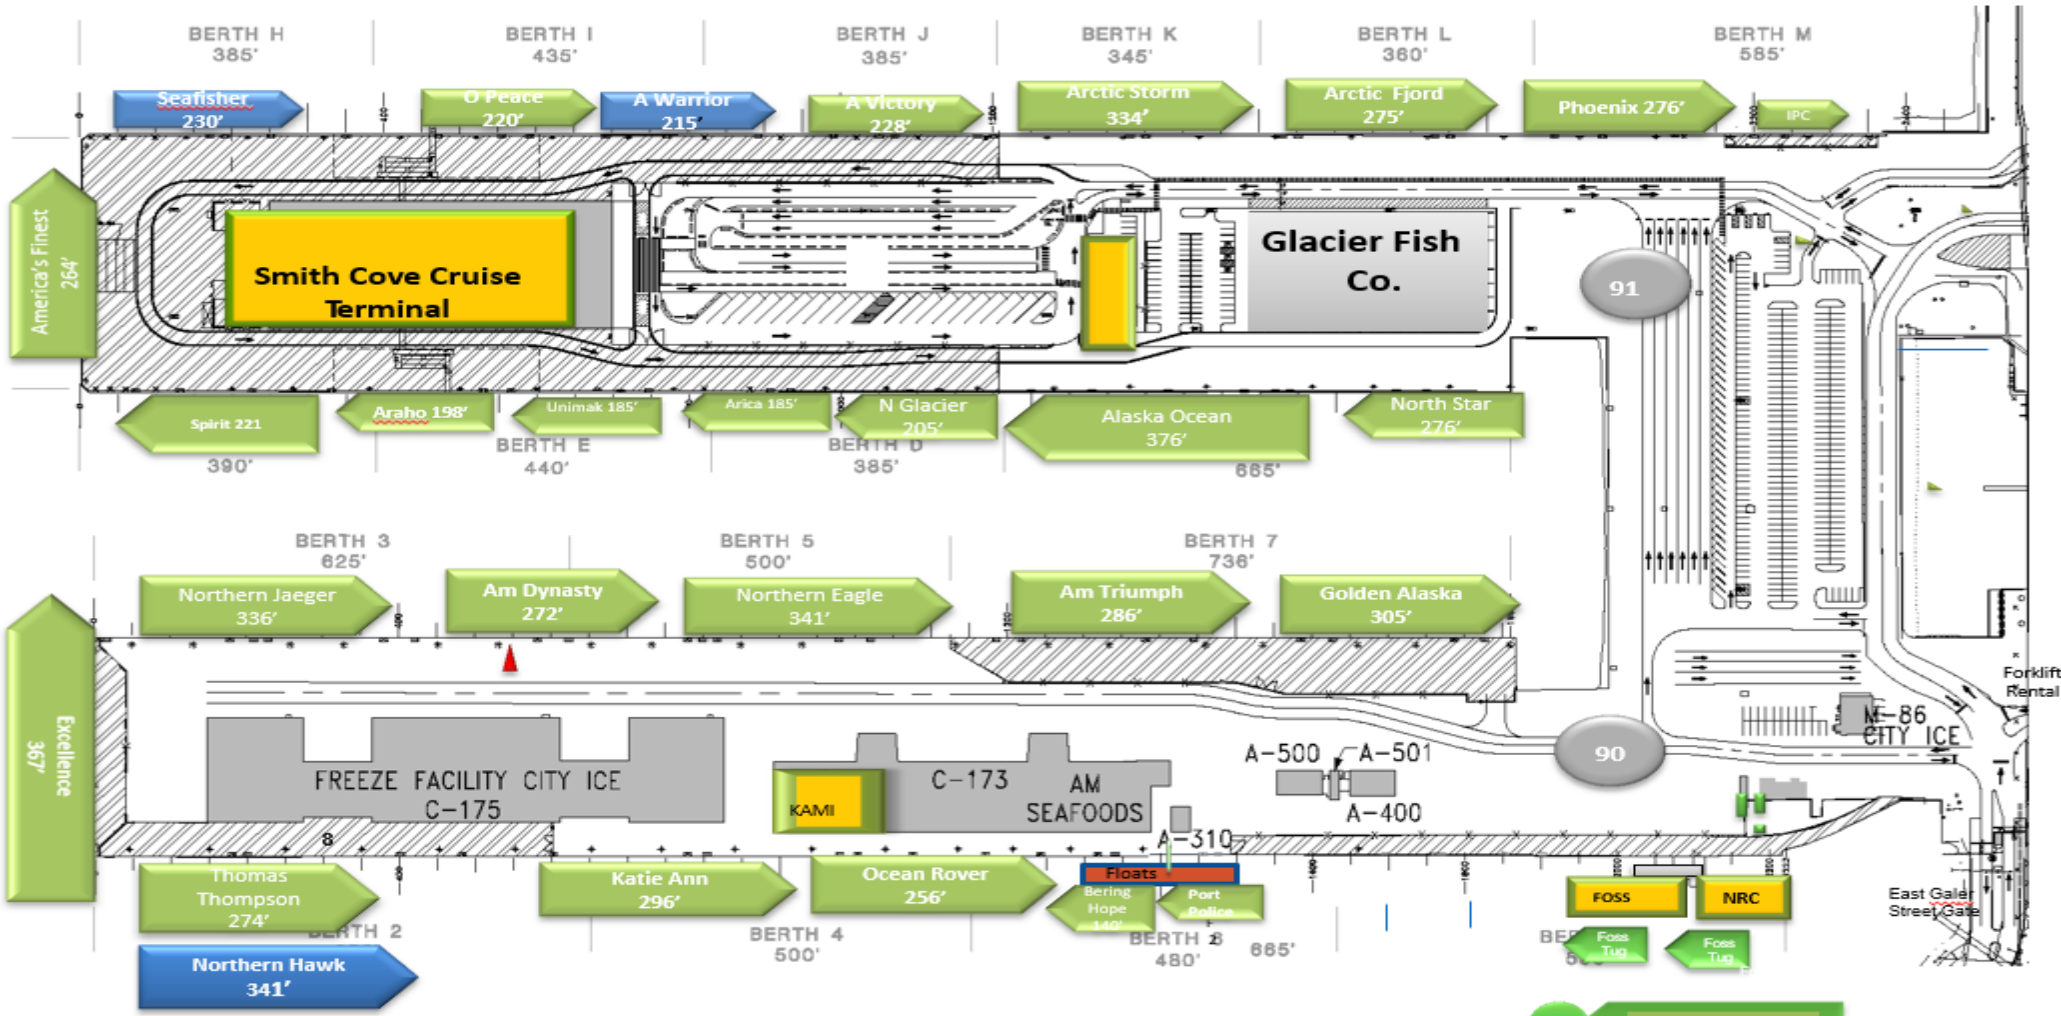 BERTH H
385'
BERTH I
435'
BERTH J
385'
BERTH K
345'
BERTH L
360'
BERTH M
585'
Seafisher
230'
O Peace
220'
A Warrior
215'
A Victory
228'
Arctic Storm
334'
Arctic Fjord
275'
Phoenix 276'
IPC
America's Finest
264'
Smith Cove Cruise
Terminal
Glacier Fish
Co.
91
Spirit 221
Araho 198'
Unimak 185'
Arica 185'
N Glacier
205'
Alaska Ocean
376'
North Star
276'
390'
BERTH E
440'
BERTH D
385'
665'
BERTH 3
625'
BERTH 5
500'
BERTH 7
736'
Northern Jaeger
336'
Am Dynasty
272'
Northern Eagle
341'
Am Triumph
286'
Golden Alaska
305'
Excellence
367'
Forklift
Rental
M-86
CITY ICE
90
FREEZE FACILITY CITY ICE
C-175
8
KAMI
C-173
AM
SEAFOODS
A-500
A-501
A-400
A-310
Thomas
Thompson
274'
Katie Ann
296'
Ocean Rover
256'
Floats
Bering
Hope
140'
Port
Police
2
FOSS
NRC
East Galer
Street Gate
BERTH 2
BERTH 4
500'
BERTH 6
480'
665'
Foss
Tug
Foss
Tug
Northern Hawk
341'